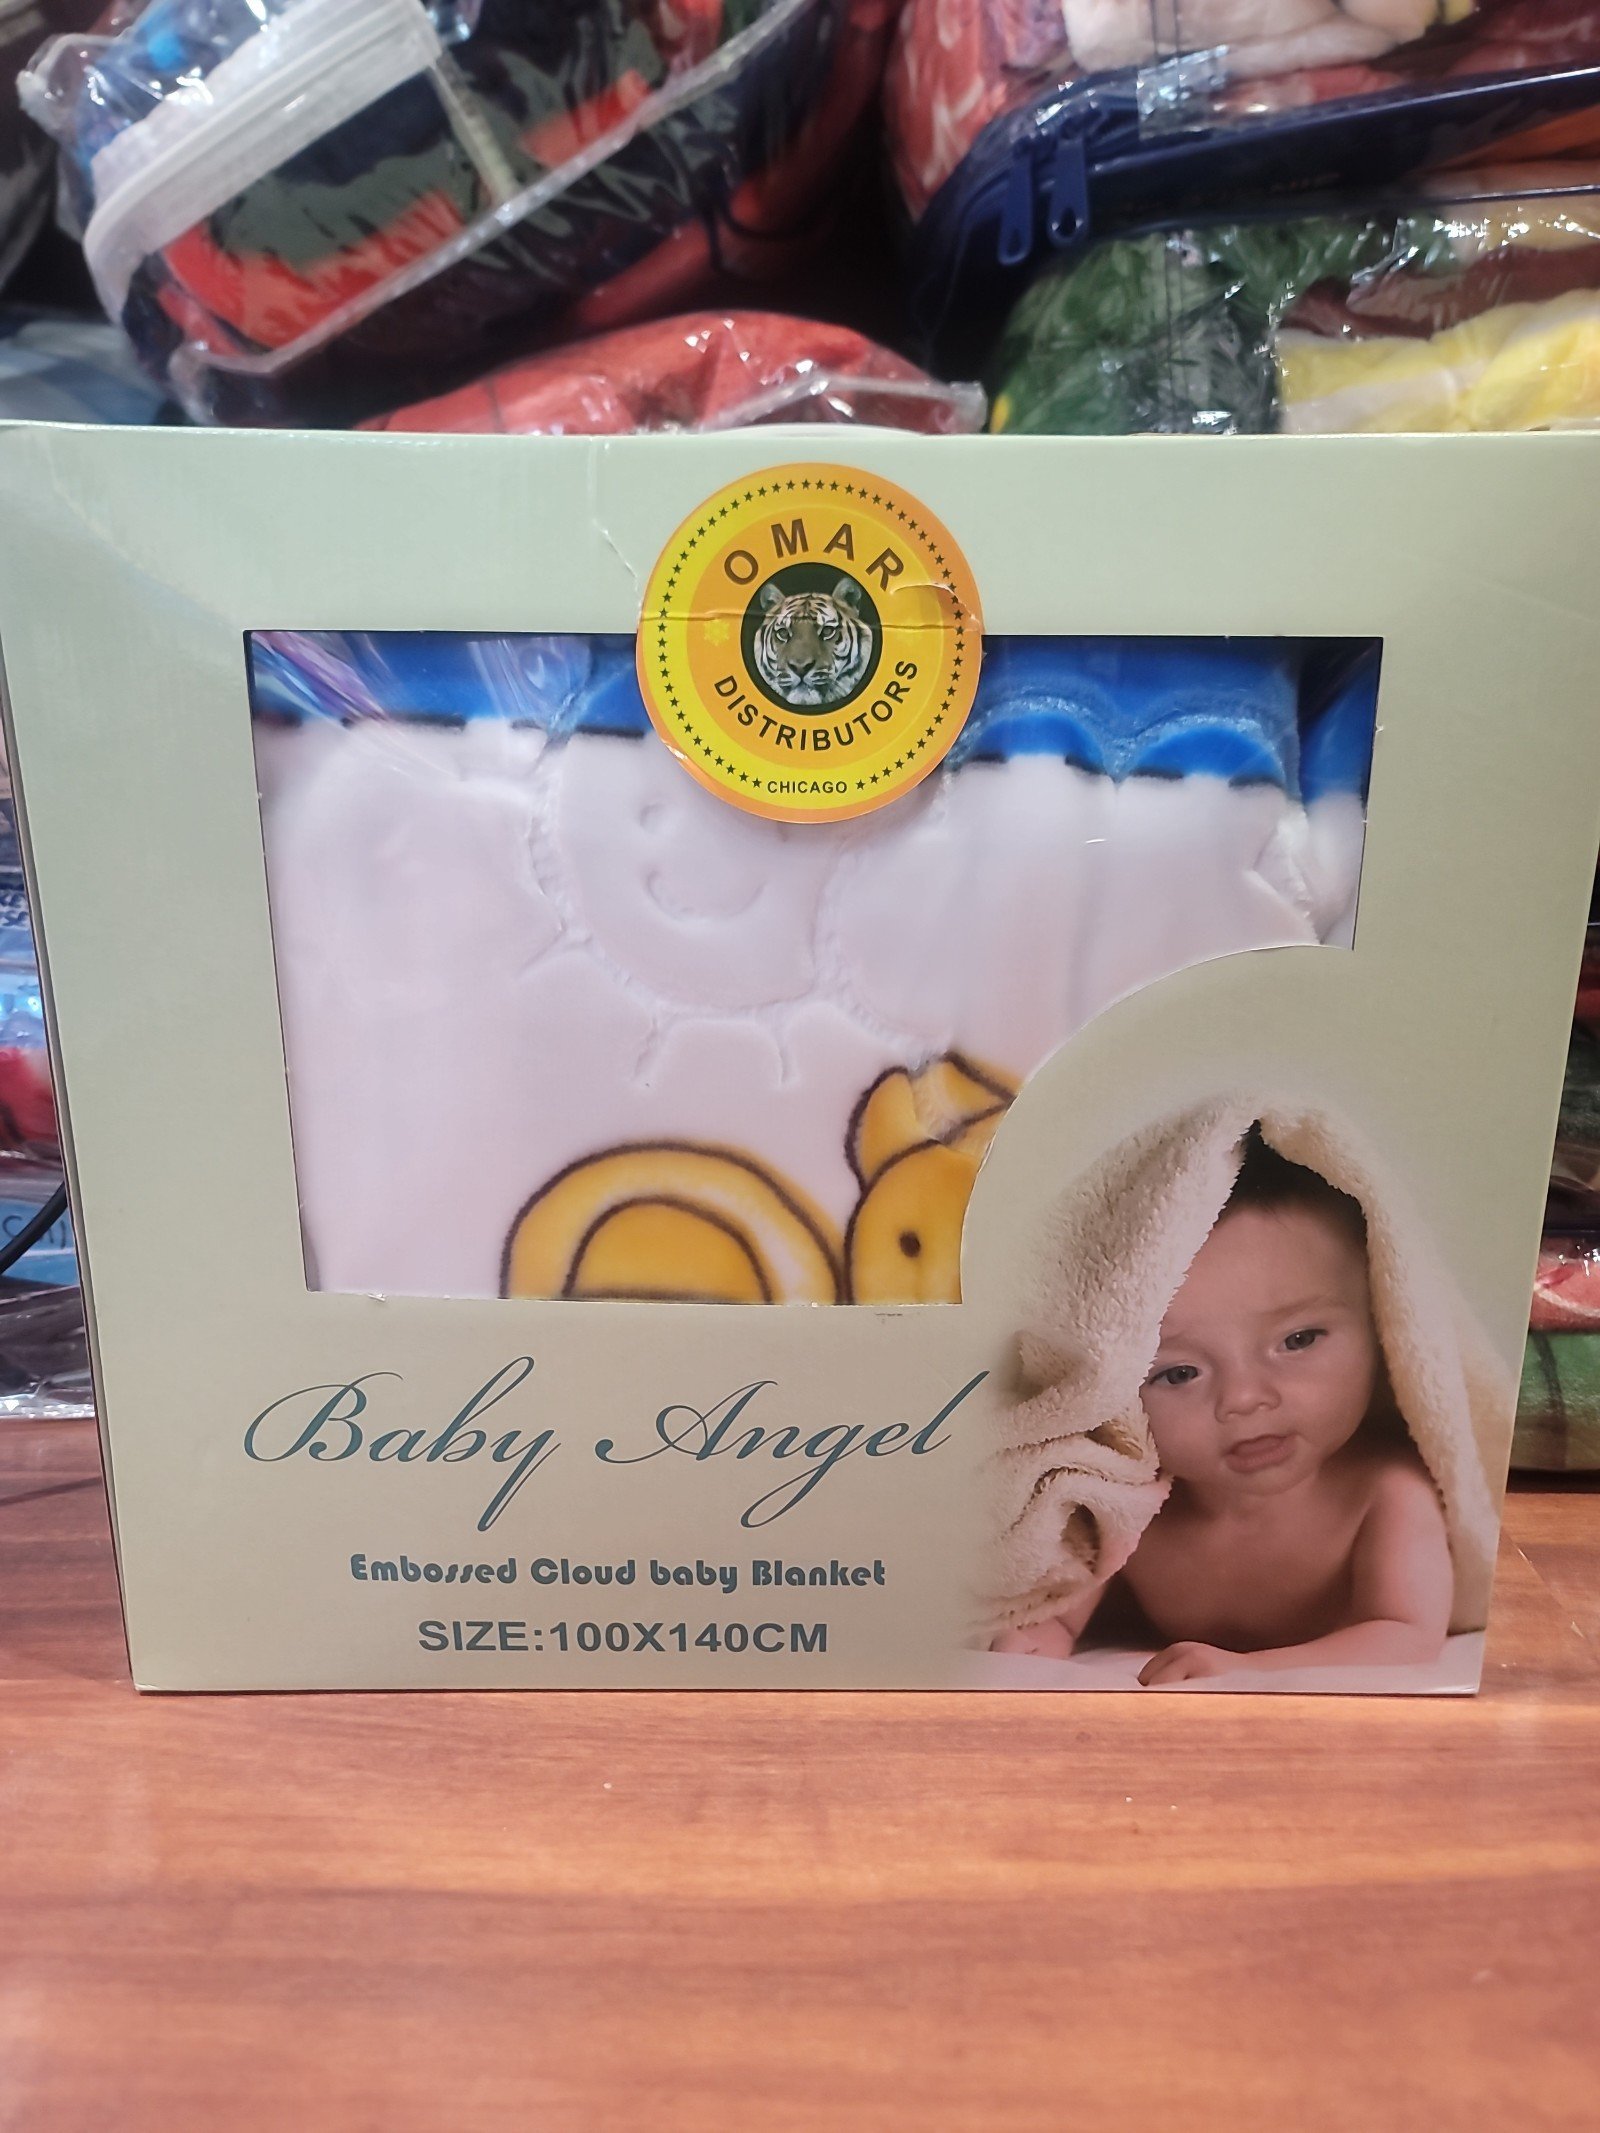 OMAR
DISTRIBUTORS
CHICAGO
Baby Angel
Embossed Cloud baby Blanket
SIZE:100X140CM